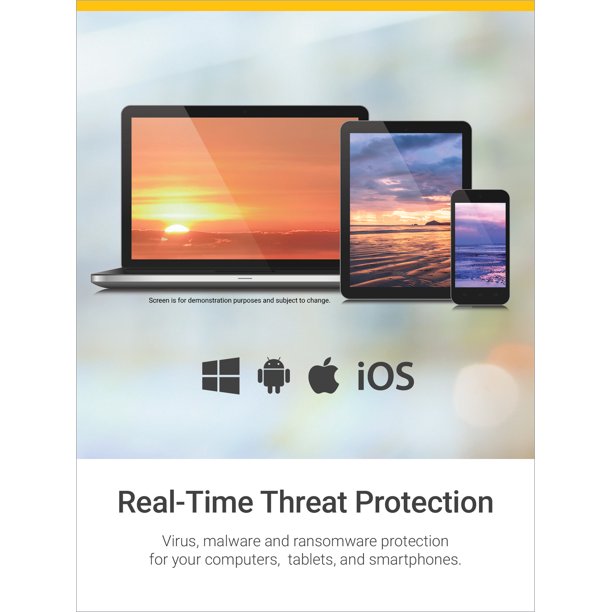 Screen is for demonstration purposes and subject to change.
iOS
Real-Time Threat Protection
Virus, malware and ransomware protection
for your computers, tablets, and smartphones.